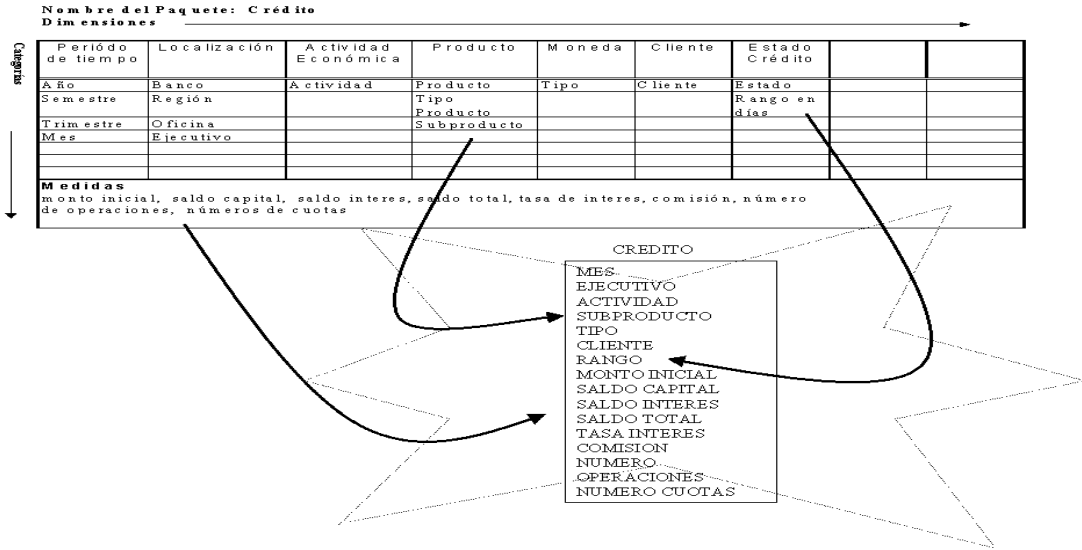 Nombre del Paquete: Crédito
Dimensiones
Categorías
Periódo de tiempo Localización Actividad Económica Producto Moneda Cliente Estado Crédito
Año Banco Actividad Producto Tipo Cliente Estado
Semestre Región Tipo Producto Rango en días
Trimestre Oficina Subproducto
Mes Ejecutivo
Medidas
monto inicial, saldo capital, saldo interes, saldo total, tasa de interes, comisión, número
de operaciones, números de cuotas
CREDITO
MES
EJECUTIVO
ACTIVIDAD
SUBPRODUCTO
TIPO
CLIENTE
RANGO
MONTO INICIAL
SALDO CAPITAL
SALDO INTERES
SALDO TOTAL
TASA INTERES
COMISION
NUMERO
OPERACIONES
NUMERO CUOTAS